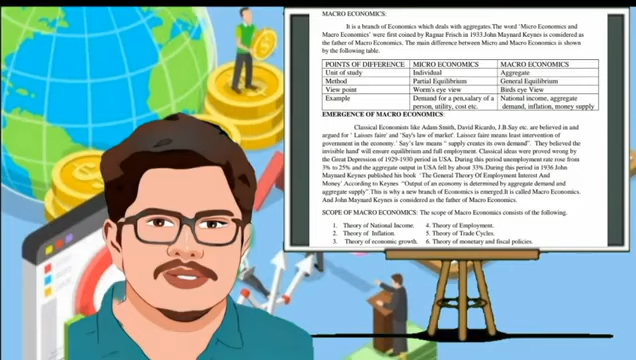 MACRO ECONOMICS:
It is a branch of Economics which deals with aggregates.The word 'Micro Economics and
Macro Economics' were first coined by Ragnar Frisch in 1933.John Maynard Keynes is considered as
the father of Macro Economics. The main difference between Micro and Macro Economics is shown
by the following table.
POINTS OF DIFFERENCE MICRO ECONOMICS MACRO ECONOMICS
Unit of study Individual Aggregate
Method Partial Equilibrium General Equilibrium
View point Worm's eye view Birds eye View
Example Demand for a pen,salary of a person, utility, cost etc. National income, aggregate demand, inflation, money supply
EMERGENCE OF MACRO ECONOMICS:
Classical Economists like Adam Smith, David Ricardo, J.B.Say etc. are believed in and
argued for ' Laisses faire' and 'Says law of market'. Laissez faire means least intervention of
government in the economy.' Say's law means " supply creates its own demand". They believed the
invisible hand will ensure equilibrium and full employment. Classical ideas were proved wrong by
the Great Depression of 1929-1930 period in USA. During this period unemployment rate rose from
3% to 25% and the aggregate output in USA fell by about 33%.During this period in 1936 John
Maynard Keynes published his book 'The General Theory Of Employment Interest And
Money'.According to Keynes "Output of an economy is determined by aggregate demand and
aggregate supply".This is why a new branch of Economics is emerged.It is called Macro Economics.
And John Maynard Keynes is considered as the father of Macro Economics.
SCOPE OF MACRO ECONOMICS: The scope of Macro Economics consists of the following.
1. Theory of National Income. 4. Theory of Employment.
2. Theory of Inflation. 5. Theory of Trade Cycles.
3. Theory of economic growth. 6. Theory of monetary and fiscal policies.